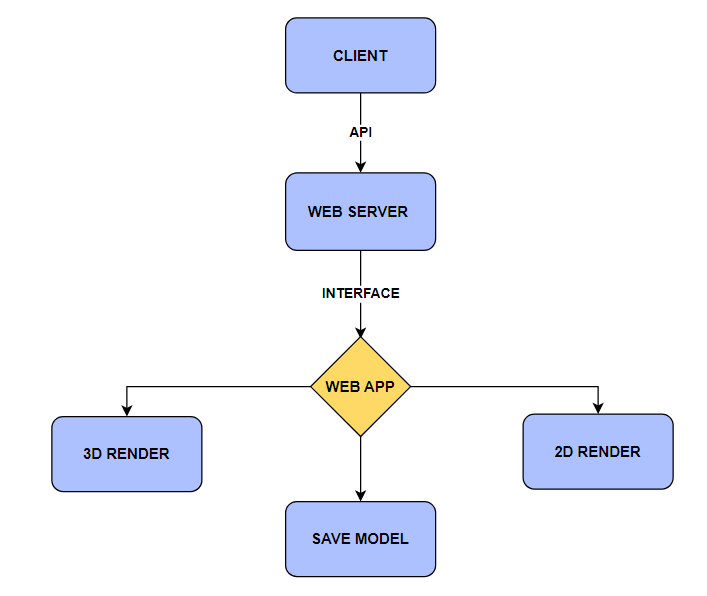 CLIENT
API
WEB SERVER
INTERFACE
WEB APP
3D RENDER
2D RENDER
SAVE MODEL